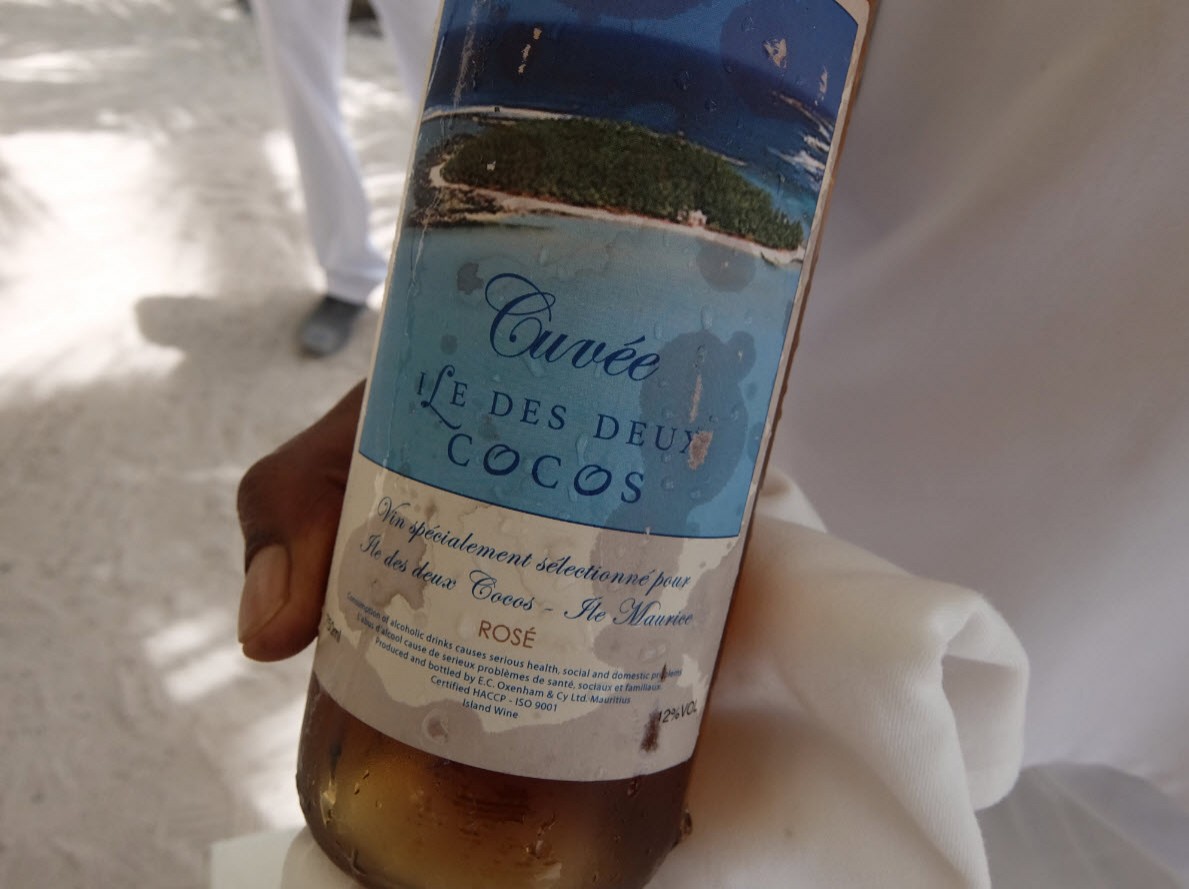 Cuvée
ILE DES DEUX
COCOS
Vin spécialement sélectionné pour
Ile des deux Cocos - Ile Maurice
ROSÉ
Consumption of alcoholic drinks causes serious health, social and domestic problems
L'abus d'alcool cause de serieux problèmes de santé, sociaux et familiaux.
Produced and bottled by E.C. Oxenham & Cy Ltd. Mauritius
Certified HACCP - ISO 9001
Island Wine
750ml
12%VOL